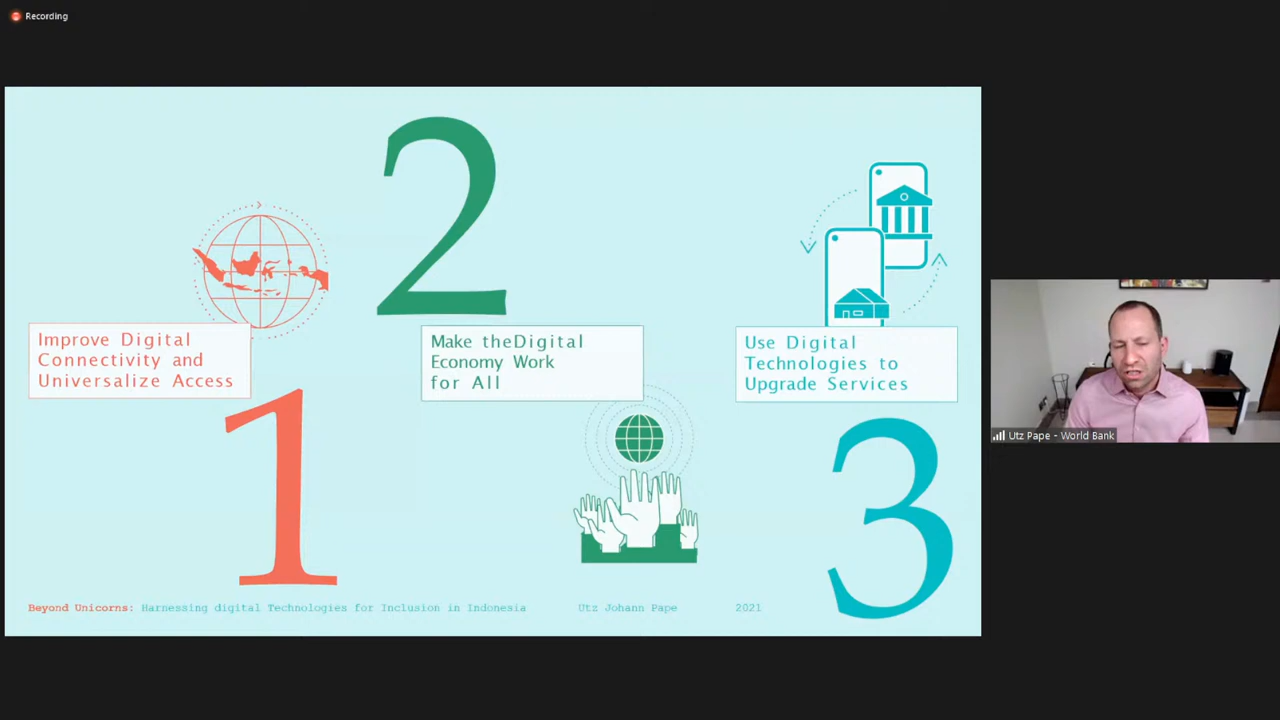 Recording
2
Improve Digital
Connectivity and
Universalize Access
Make theDigital
Economy Work
for All
Use Digital
Technologies to
Upgrade Services
1
3
Utz Pape - World Bank
Beyond Unicorns: Harnessing digital Technologies for Inclusion in Indonesia
Utz Johann Pape
2021